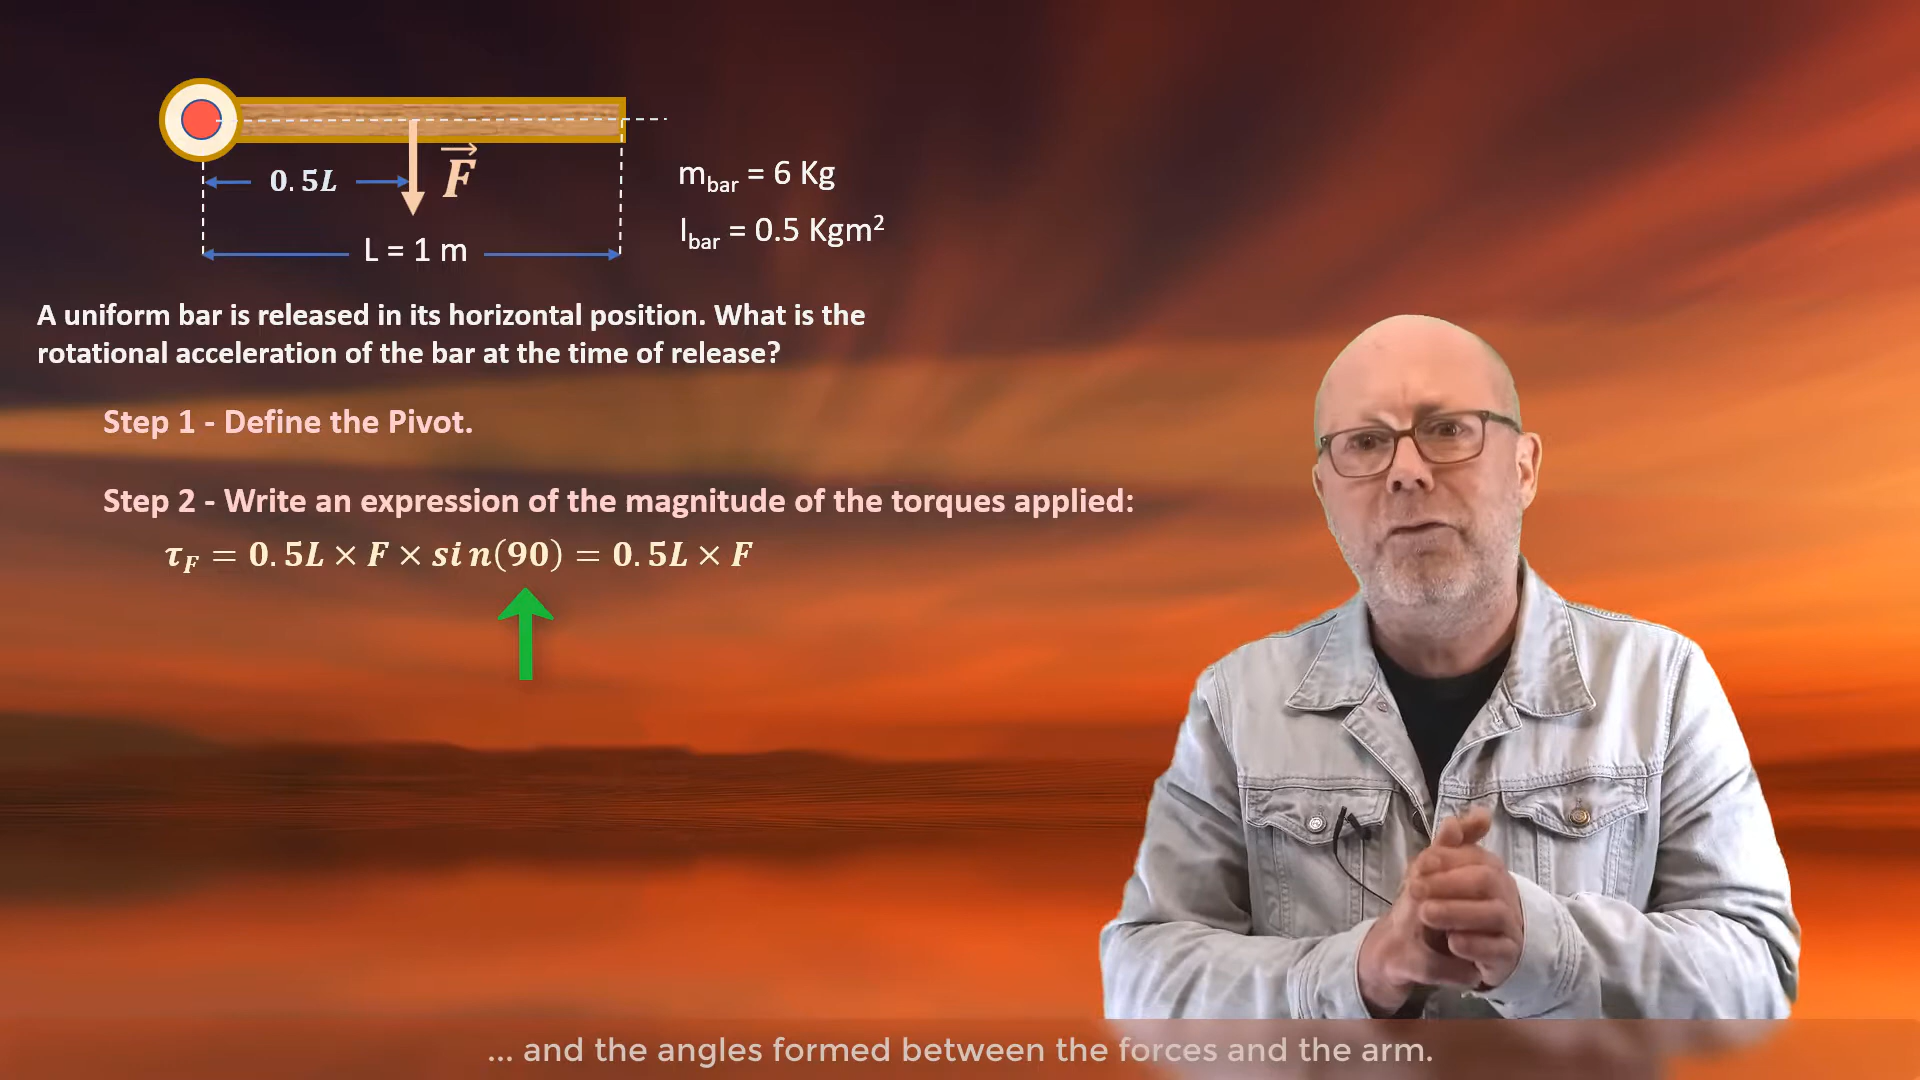 0.5L
F
L = 1 m
mbar = 6 Kg
Ibar = 0.5 Kgm²
A uniform bar is released in its horizontal position. What is the
rotational acceleration of the bar at the time of release?
Step 1 - Define the Pivot.
Step 2 - Write an expression of the magnitude of the torques applied:
τF = 0.5L × F × sin(90) = 0.5L × F
... and the angles formed between the forces and the arm.